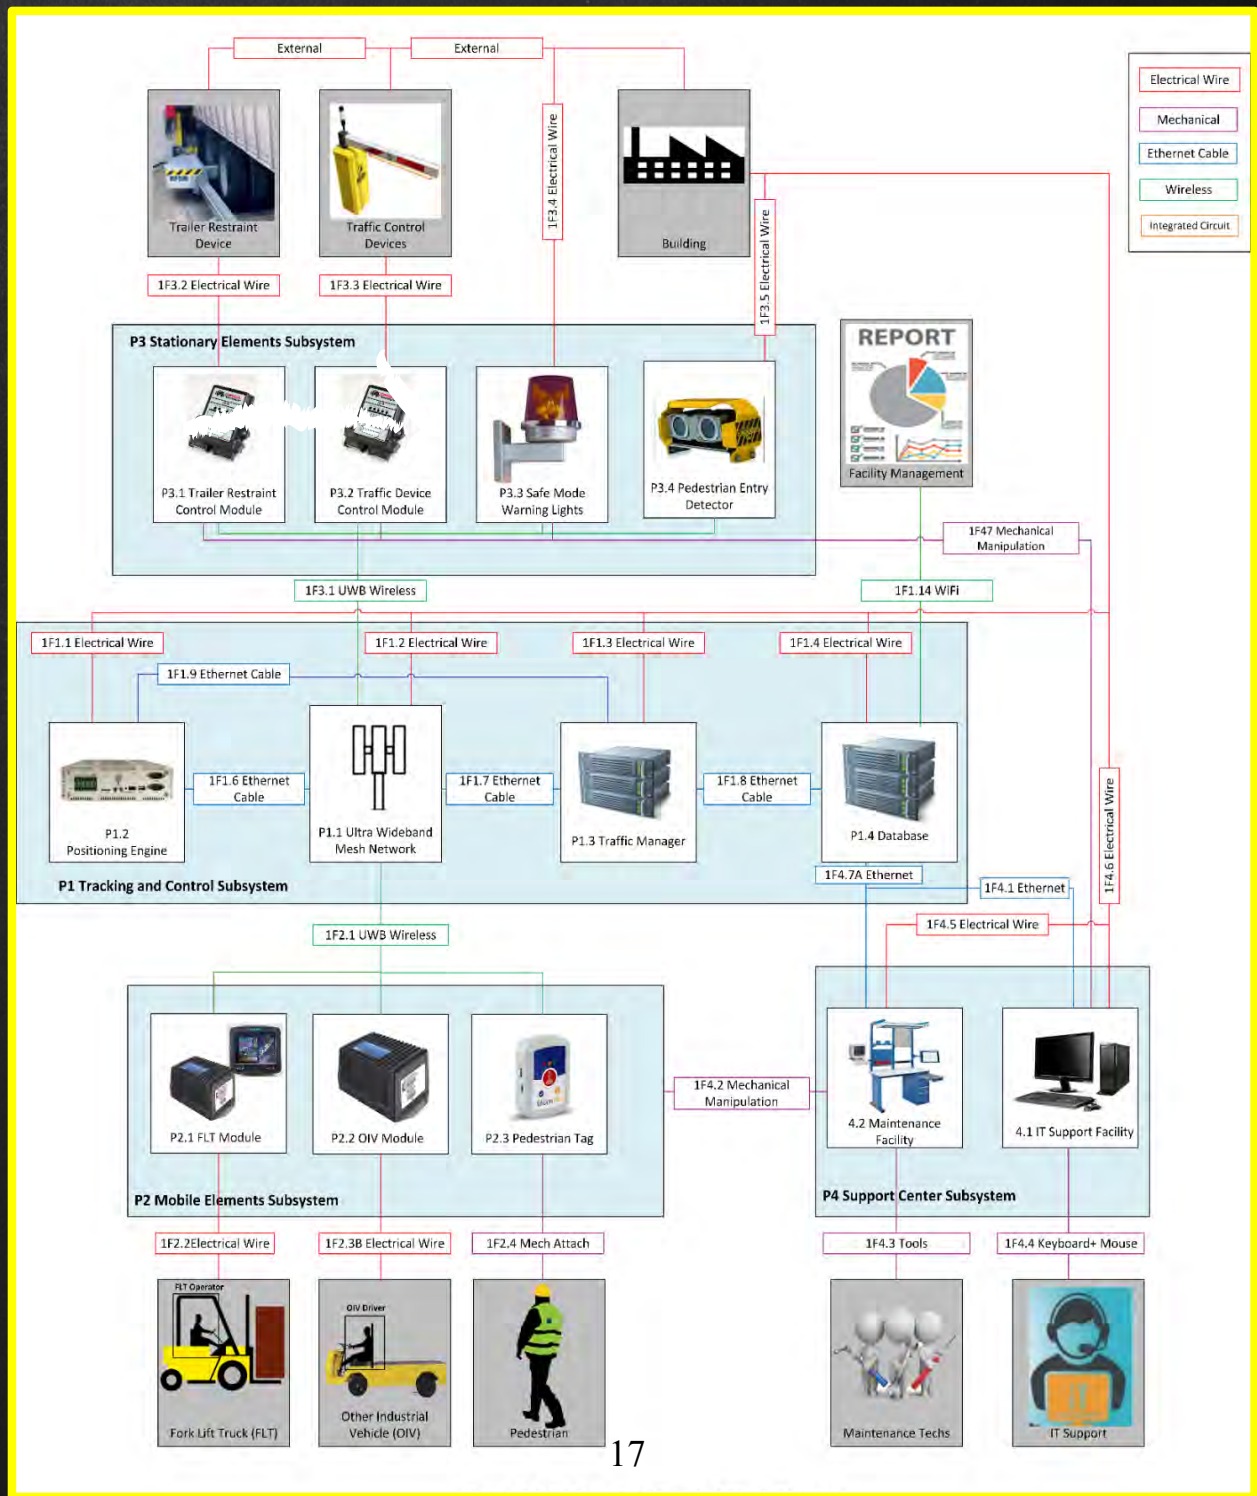 External
External
Electrical Wire
Mechanical
Ethernet Cable
Wireless
Integrated Circuit
Trailer Restraint
Device
Traffic Control
Devices
1F3.4 Electrical Wire
Building
1F3.5 Electrical Wire
1F3.2 Electrical Wire
1F3.3 Electrical Wire
P3 Stationary Elements Subsystem
REPORT
Facility Management
P3.1 Trailer Restraint
Control Module
P3.2 Traffic Device
Control Module
P3.3 Safe Mode
Warning Lights
P3.4 Pedestrian Entry
Detector
1F47 Mechanical
Manipulation
1F3.1 UWB Wireless
1F1.14 WiFi
1F1.1 Electrical Wire
1F1.2 Electrical Wire
1F1.3 Electrical Wire
1F1.4 Electrical Wire
1F1.9 Ethernet Cable
1F1.6 Ethernet
Cable
1F1.7 Ethernet
Cable
1F1.8 Ethernet
Cable
P1.2
Positioning Engine
P1.1 Ultra Wideband
Mesh Network
P1.3 Traffic Manager
P1.4 Database
1F4.6 Electrical Wire
P1 Tracking and Control Subsystem
1F4.7A Ethernet
1F4.1 Ethernet
1F2.1 UWB Wireless
1F4.5 Electrical Wire
P2.1 FLT Module
P2.2 OIV Module
P2.3 Pedestrian Tag
1F4.2 Mechanical
Manipulation
4.2 Maintenance
Facility
4.1 IT Support Facility
P2 Mobile Elements Subsystem
P4 Support Center Subsystem
1F2.2Electrical Wire
1F2.3B Electrical Wire
1F2.4 Mech Attach
1F4.3 Tools
1F4.4 Keyboard+ Mouse
FLT Operator
OIV Driver
Fork Lift Truck (FLT)
Other Industrial
Vehicle (OIV)
Pedestrian
Maintenance Techs
IT Support
17